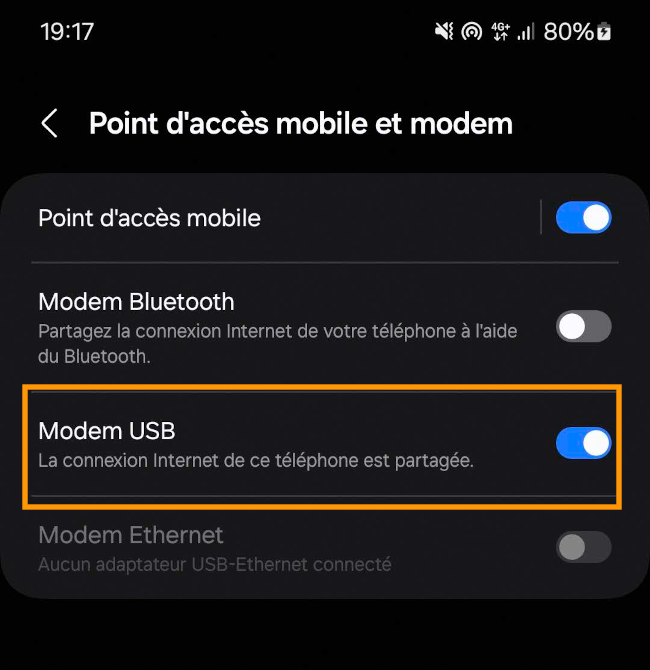 19:17
4G+ 80%
Point d'accès mobile et modem
Point d'accès mobile
Modem Bluetooth
Partagez la connexion Internet de votre téléphone à l'aide
du Bluetooth.
Modem USB
La connexion Internet de ce téléphone est partagée.
Modem Ethernet
Aucun adaptateur USB-Ethernet connecté